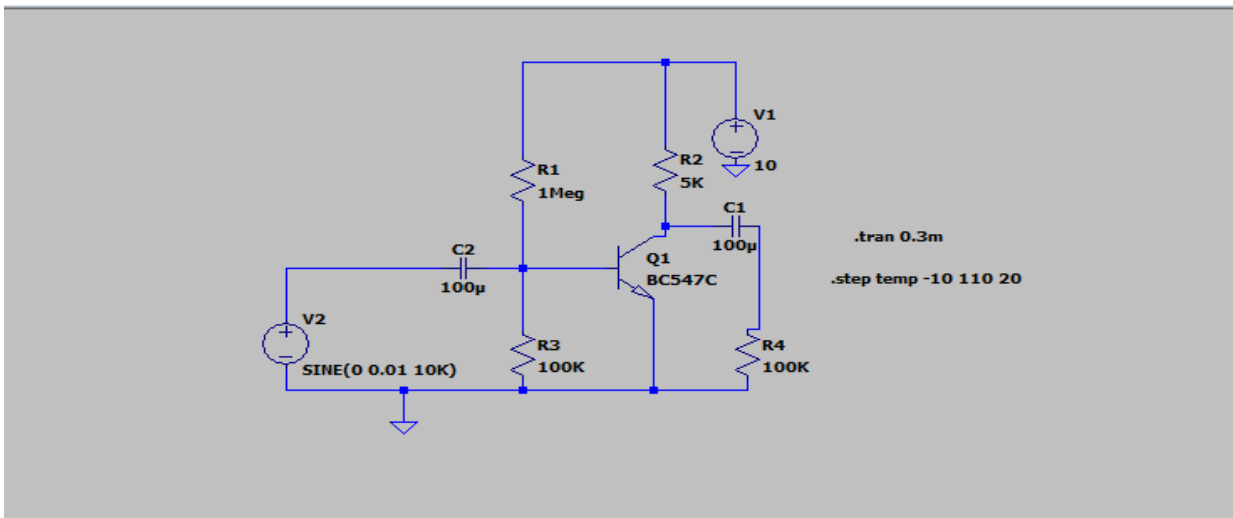 V1
10
R1
1Meg
R2
5K
C1
100µ
.tran 0.3m
C2
100µ
Q1
BC547C
.step temp -10 110 20
V2
SINE(0 0.01 10K)
R3
100K
R4
100K